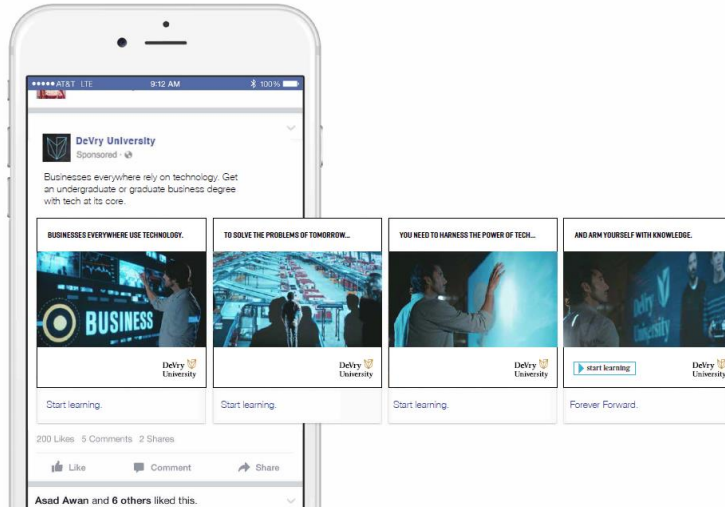 AT&T LTE 9:12 AM 100%
DeVry University
Sponsored ·
Businesses everywhere rely on technology. Get
an undergraduate or graduate business degree
with tech at its core.
BUSINESSES EVERYWHERE USE TECHNOLOGY.
BUSINESS
DeVry
University
Start learning.
TO SOLVE THE PROBLEMS OF TOMORROW...
DeVry
University
Start learning.
YOU NEED TO HARNESS THE POWER OF TECH...
DeVry
University
Start learning.
AND ARM YOURSELF WITH KNOWLEDGE.
DeVry
University
start learning
DeVry
University
Forever Forward.
200 Likes 5 Comments 2 Shares
Like Comment Share
Asad Awan and 6 others liked this.